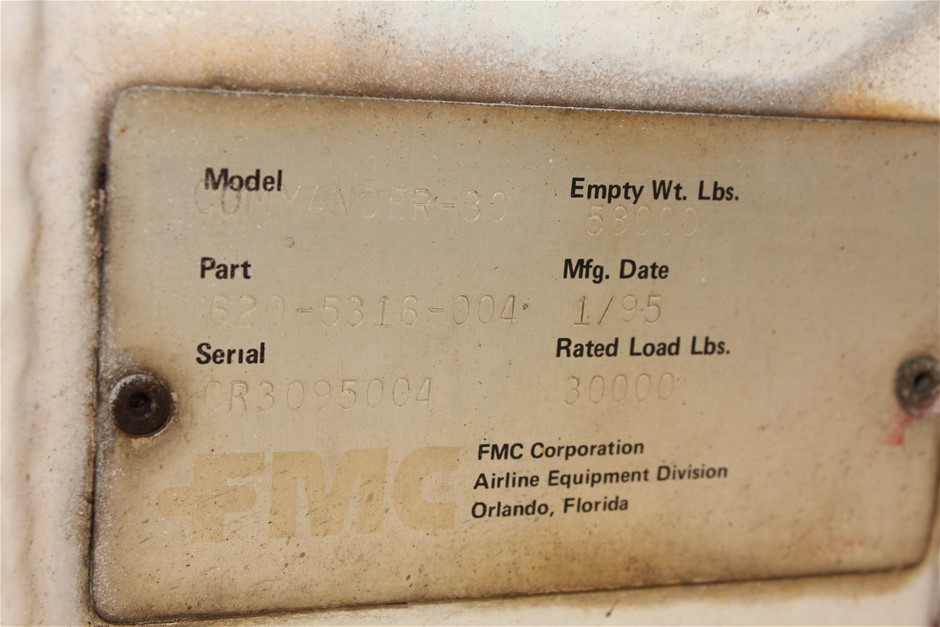 Model
COMMANDER-30
Empty Wt. Lbs.
58000
Part
620-5316-004
Mfg. Date
1/95
Serial
CR3095004
Rated Load Lbs.
30000
FMC
FMC Corporation
Airline Equipment Division
Orlando, Florida